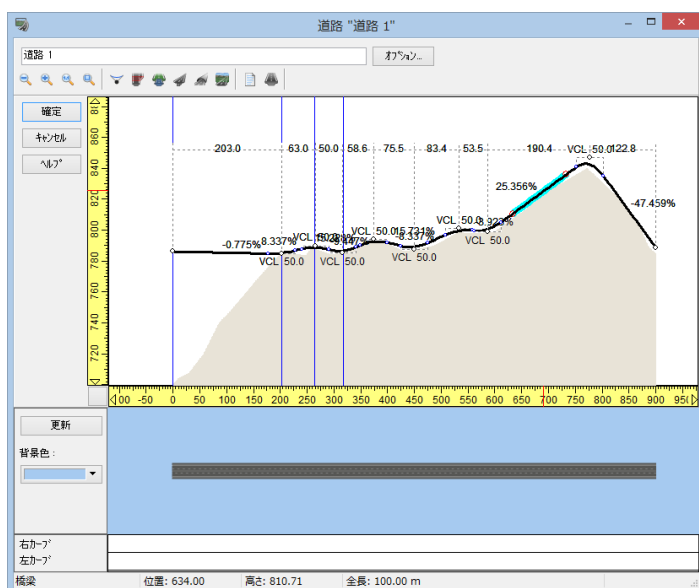 道路 "道路 1"
道路 1
オプション...
確定
キャンセル
ヘルプ
860
840
820
800
780
760
740
720
203.0 63.0 50.0 58.6 75.5 83.4 53.5 190.4 122.8
VCL 50.0
25.356%
-47.459%
VCL 50.0
VCL 50.0 15.731%
-0.775% 8.337%
-8.337%
VCL 50.0 VCL 50.0 VCL 50.0 VCL 50.0
-50 0 50 100 150 200 250 300 350 400 450 500 550 600 650 700 750 800 850 900
更新
背景色 :
右カーブ
左カーブ
橋梁 位置: 634.00 高さ: 810.71 全長: 100.00 m